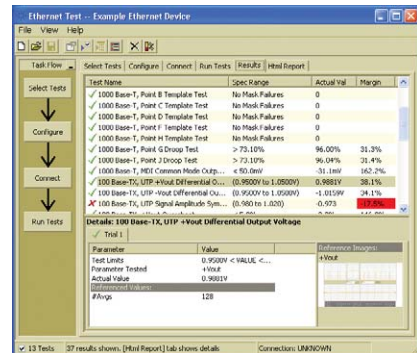 Ethernet Test -- Example Ethernet Device
File View Help
Task Flow
Select Tests
Configure
Connect
Run Tests
Select Tests Configure Connect Run Tests Results Html Report
Test Name Spec Range Actual Val Margin
1000 Base-T, Point B Template Test No Mask Failures 0
1000 Base-T, Point C Template Test No Mask Failures 0
1000 Base-T, Point D Template Test No Mask Failures 0
1000 Base-T, Point F Template Test No Mask Failures 0
1000 Base-T, Point H Template Test No Mask Failures 0
1000 Base-T, Point G Droop Test > 73.10% 96.00% 31.3%
1000 Base-T, Point J Droop Test > 73.10% 96.04% 31.4%
1000 Base-T, MDI Common Mode Outp... < 50.0mV -31.1mV 162.2%
100 Base-TX, UTP +Vout Differential O... (0.9500V to 1.0500V) 0.9881V 38.1%
100 Base-TX, UTP -Vout Differential Ou... (0.9500V to 1.0500V) -1.0159V 34.1%
100 Base-TX, UTP Signal Amplitude Sym... (0.980 to 1.020) -0.973 -17.5%
Details: 100 Base-TX, UTP +Vout Differential Output Voltage
Trial 1
Parameter Value
Test Limits 0.9500V < VALUE <...
Parameter Tested +Vout
Actual Value 0.9881V
Referenced Values:
#Avgs 128
Reference Images:
+Vout
13 Tests 37 results shown. [Html Report] tab shows details Connection: UNKNOWN